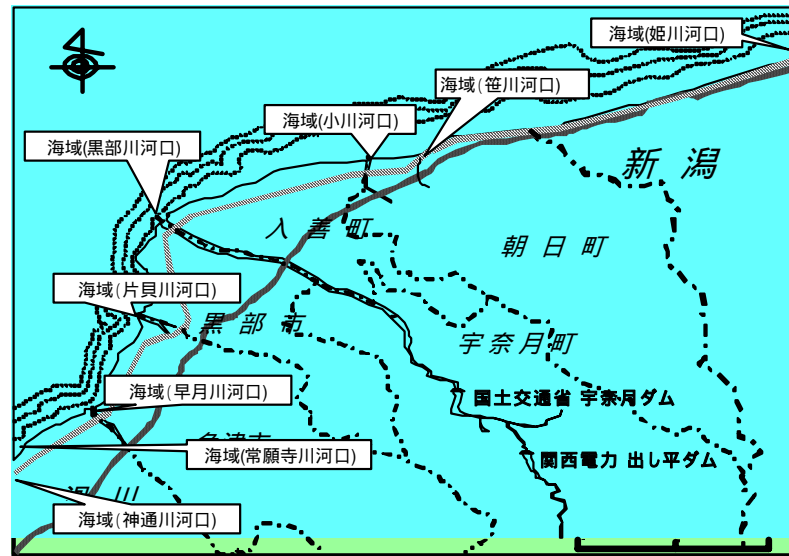 海域(姫川河口)
海域(笹川河口)
海域(小川河口)
海域(黒部川河口)
新潟
入善町
朝日町
海域(片貝川河口)
黒部市
宇奈月町
海域(早月川河口)
国土交通省 宇奈月ダム
海域(常願寺川河口)
関西電力 出し平ダム
海域(神通川河口)